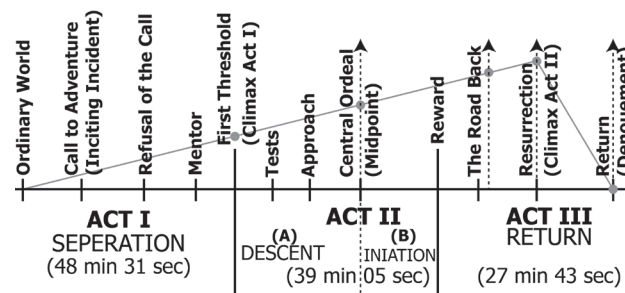 Ordinary World
Call to Adventure
(Inciting Incident)
Refusal of the Call
Mentor
First Threshold
(Climax Act I)
Tests
Approach
Central Ordeal
(Midpoint)
Reward
The Road Back
Resurrection
(Climax Act II)
Return
(Denouement)
ACT I
SEPERATION
(48 min 31 sec)
ACT II
(A)
DESCENT
(B)
INIATION
(39 min 05 sec)
ACT III
RETURN
(27 min 43 sec)